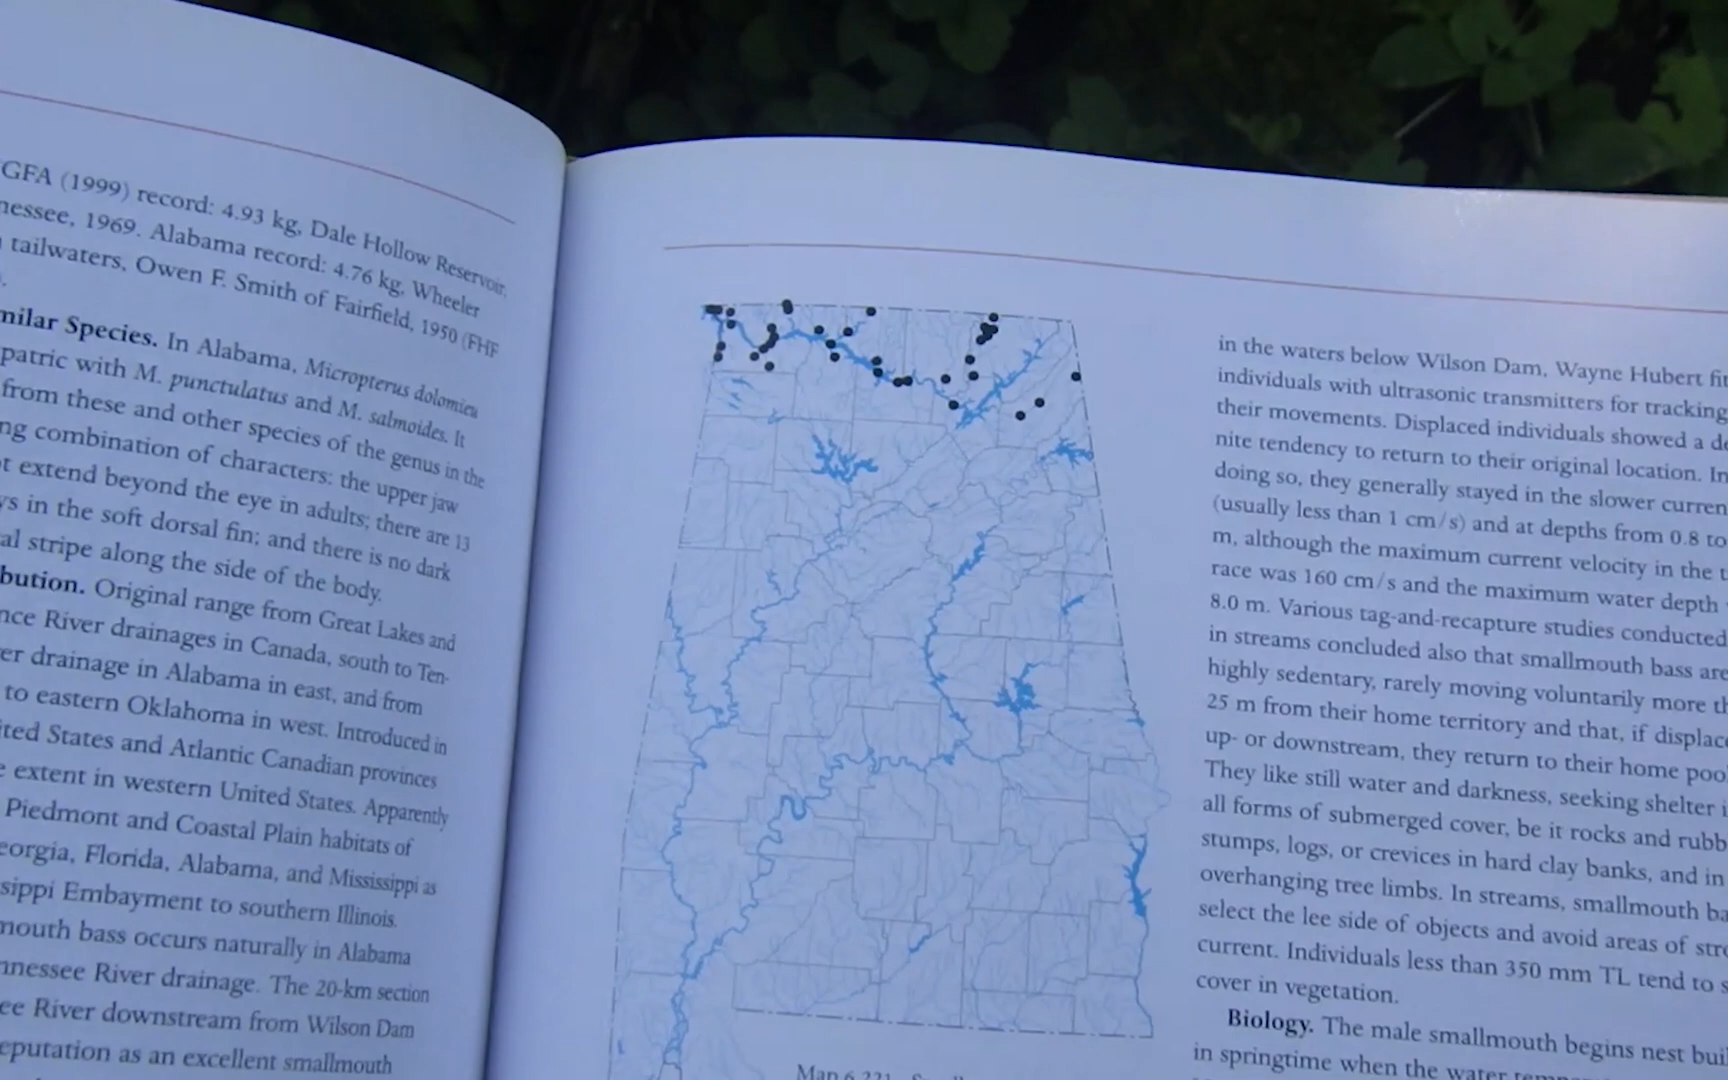 GFA (1999) record: 4.93 kg, Dale Hollow Reservoir,
nessee, 1969. Alabama record: 4.76 kg, Wheeler
tailwaters, Owen F. Smith of Fairfield, 1950 (FHF
milar Species. In Alabama, Micropterus dolomieu
patric with M. punctulatus and M. salmoides. It
from these and other species of the genus in the
ng combination of characters: the upper jaw
t extend beyond the eye in adults; there are 13
ys in the soft dorsal fin; and there is no dark
al stripe along the side of the body.
bution. Original range from Great Lakes and
nce River drainages in Canada, south to Ten-
er drainage in Alabama in east, and from
to eastern Oklahoma in west. Introduced in
ited States and Atlantic Canadian provinces
e extent in western United States. Apparently
Piedmont and Coastal Plain habitats of
eorgia, Florida, Alabama, and Mississippi as
sippi Embayment to southern Illinois.
mouth bass occurs naturally in Alabama
nnessee River drainage. The 20-km section
ee River downstream from Wilson Dam
eputation as an excellent smallmouth
Map 6.221.
in the waters below Wilson Dam, Wayne Hubert fit
individuals with ultrasonic transmitters for tracking
their movements. Displaced individuals showed a de
nite tendency to return to their original location. In
doing so, they generally stayed in the slower curren
(usually less than 1 cm/s) and at depths from 0.8 to
m, although the maximum current velocity in the t
race was 160 cm/s and the maximum water depth
8.0 m. Various tag-and-recapture studies conducted
in streams concluded also that smallmouth bass are
highly sedentary, rarely moving voluntarily more th
25 m from their home territory and that, if displace
up- or downstream, they return to their home poo
They like still water and darkness, seeking shelter i
all forms of submerged cover, be it rocks and rubb
stumps, logs, or crevices in hard clay banks, and in
overhanging tree limbs. In streams, smallmouth ba
select the lee side of objects and avoid areas of stro
current. Individuals less than 350 mm TL tend to s
cover in vegetation.
Biology. The male smallmouth begins nest buil
in springtime when the water